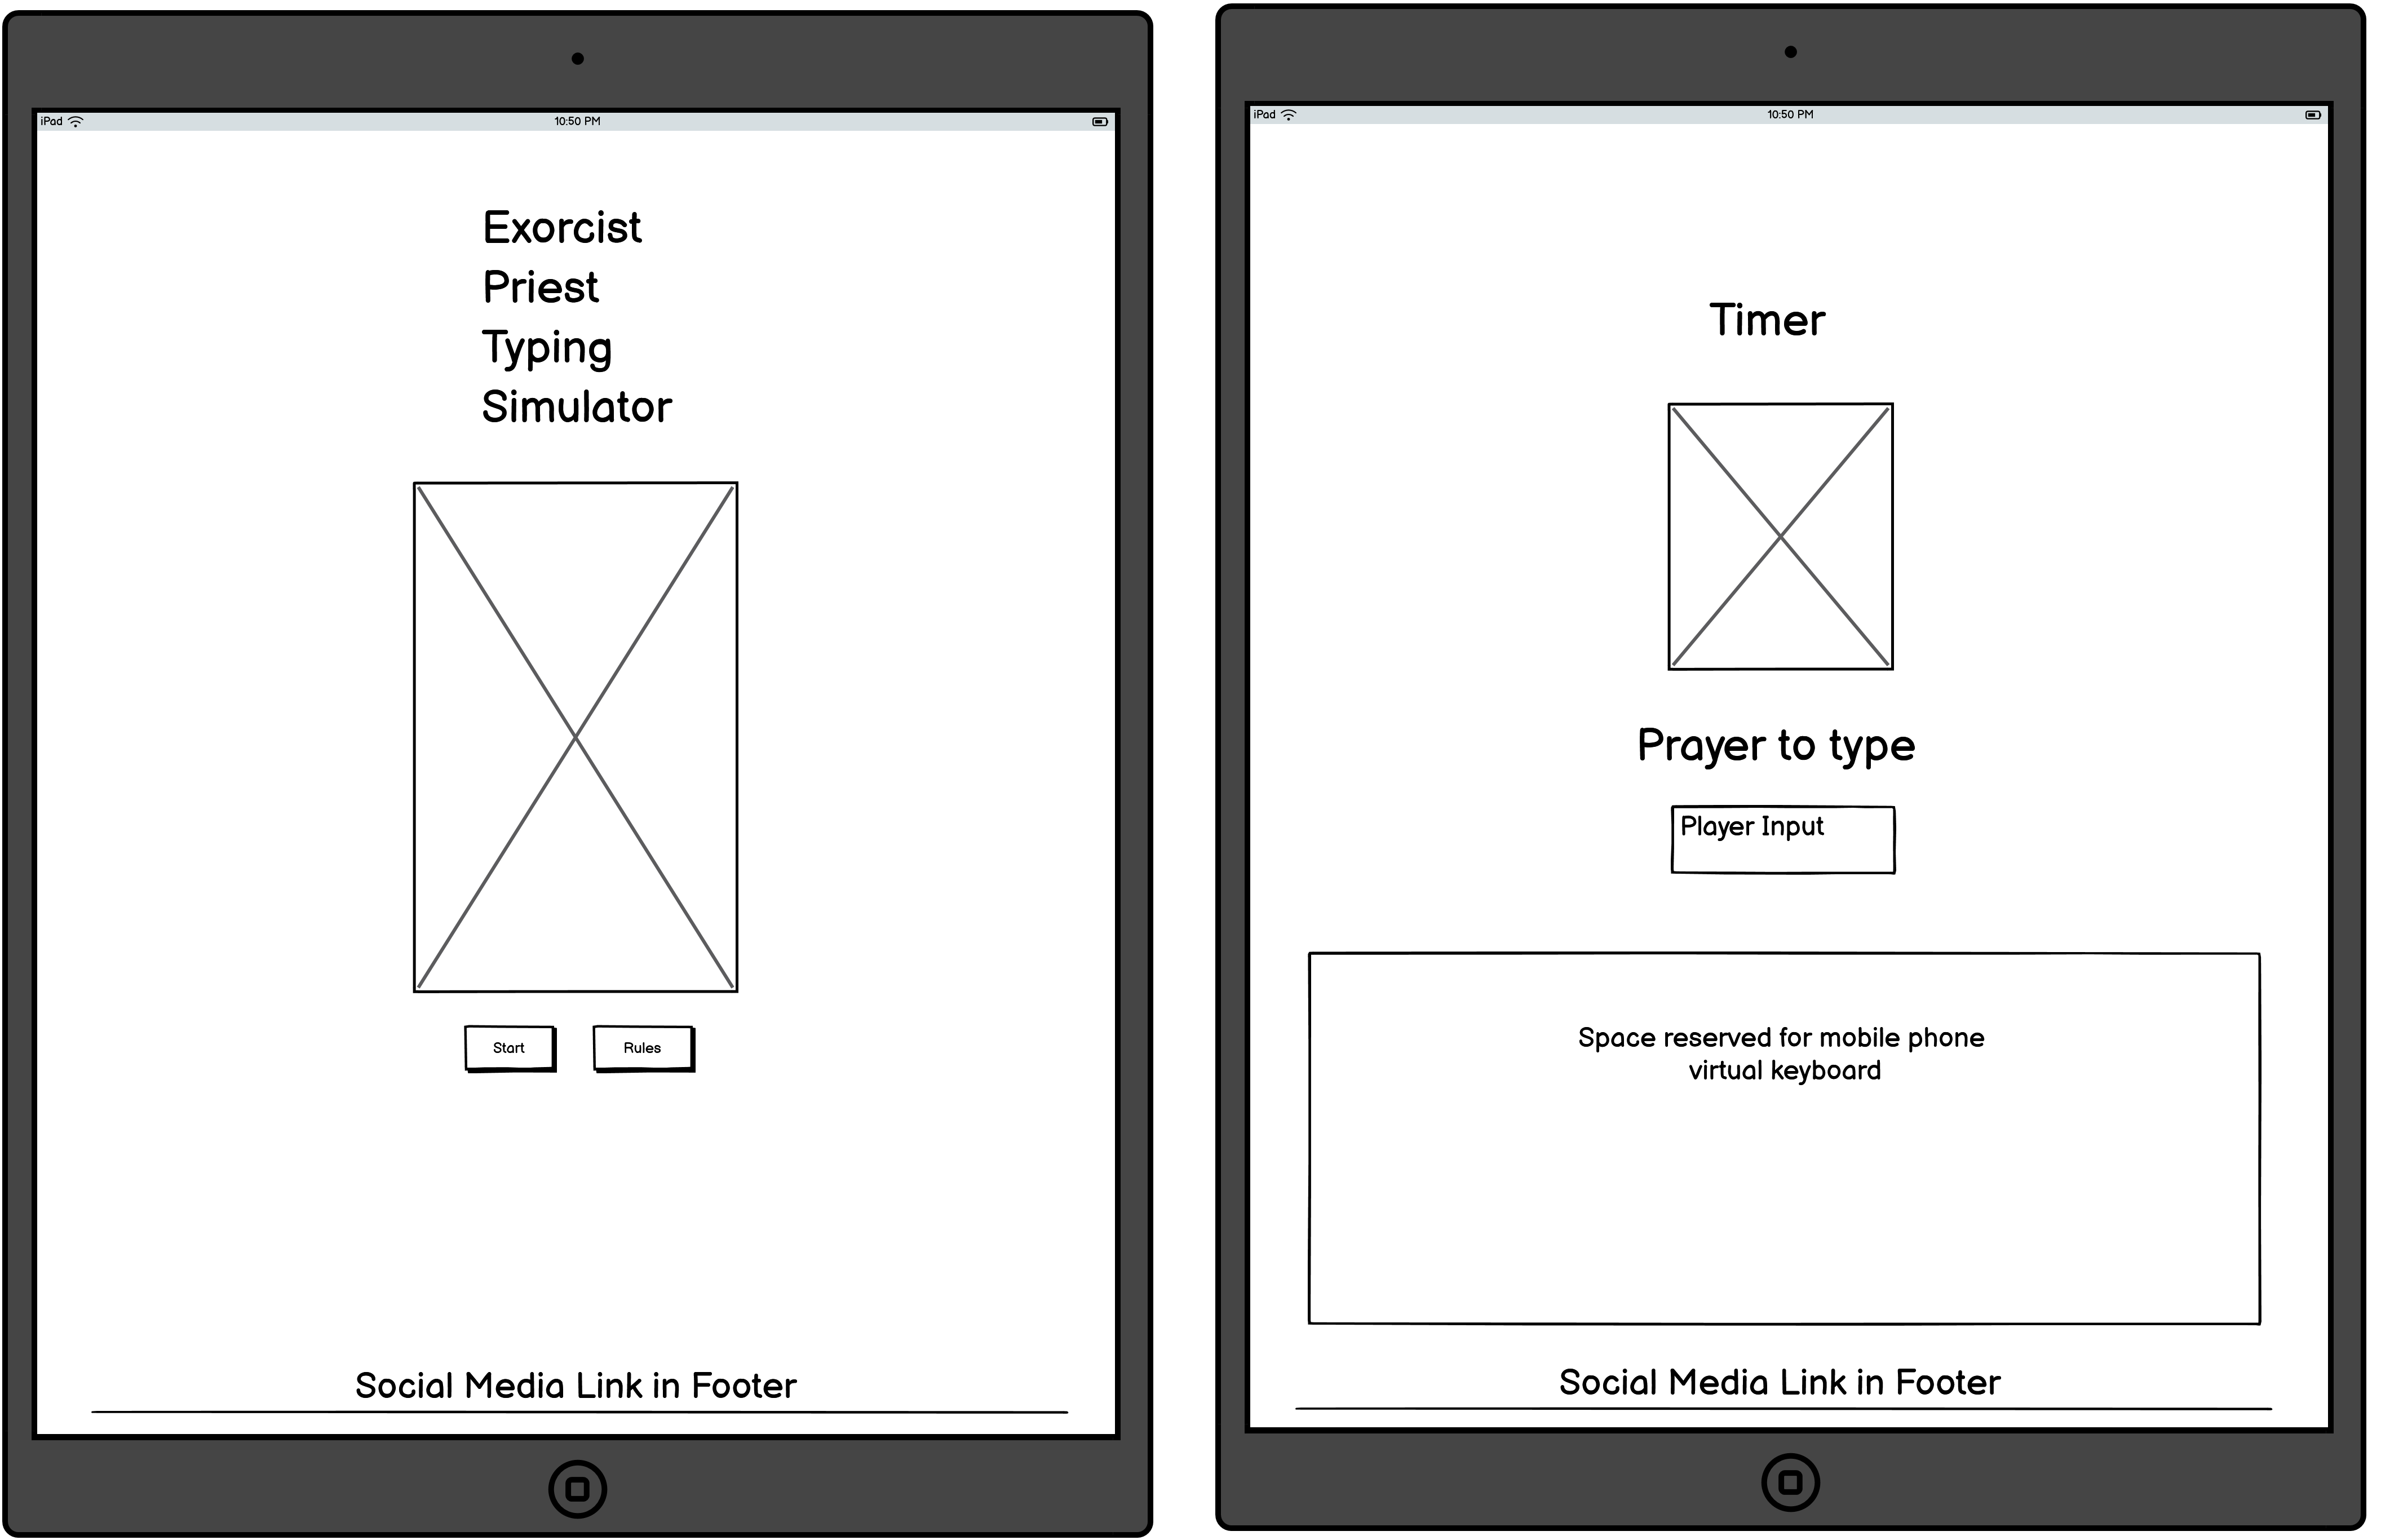 iPad
10:50 PM
Exorcist
Priest
Typing
Simulator
Start
Rules
Social Media Link in Footer
iPad
10:50 PM
Timer
Prayer to type
Player Input
Space reserved for mobile phone
virtual keyboard
Social Media Link in Footer